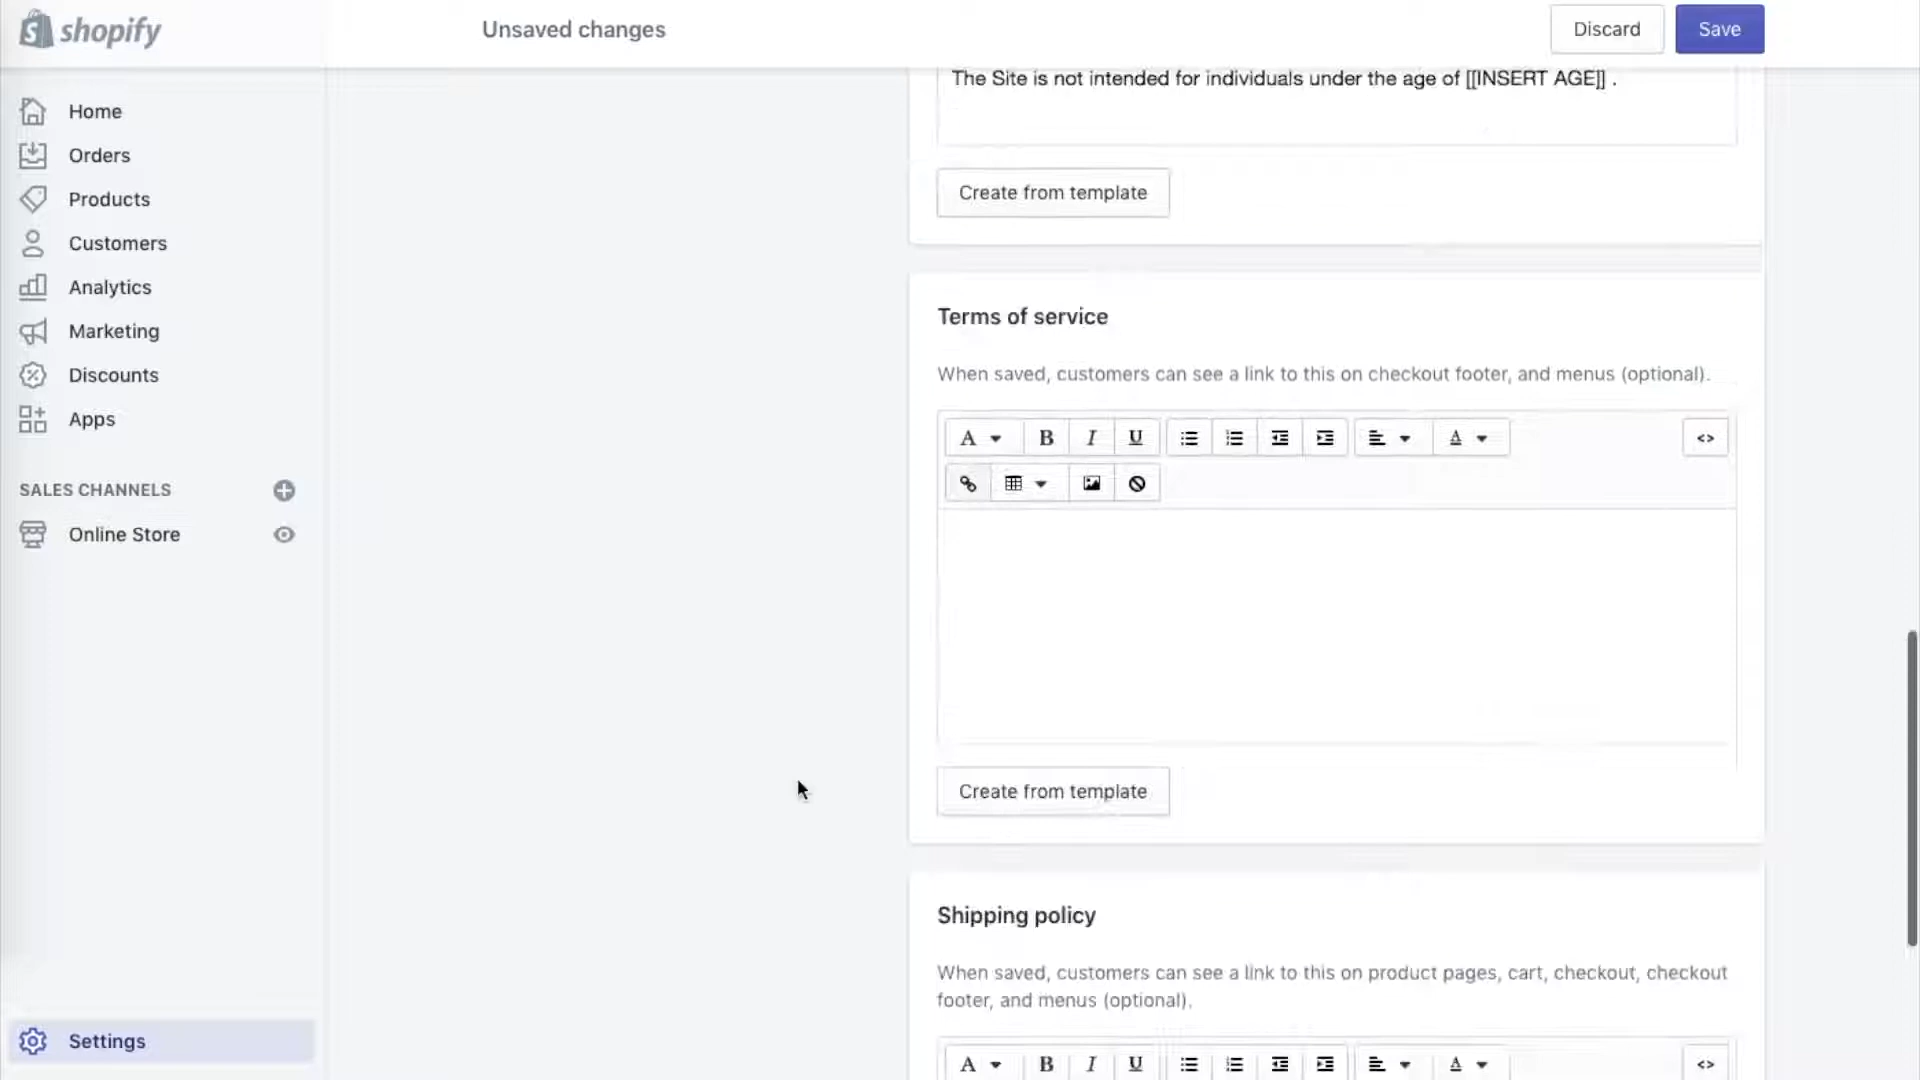 shopify
Unsaved changes
Discard
Save
Home
Orders
Products
Customers
Analytics
Marketing
Discounts
Apps
SALES CHANNELS
Online Store
Settings
The Site is not intended for individuals under the age of [[INSERT AGE]] .
Create from template
Terms of service
When saved, customers can see a link to this on checkout footer, and menus (optional).
A B I U A <>
Create from template
Shipping policy
When saved, customers can see a link to this on product pages, cart, checkout, checkout
footer, and menus (optional).
A B I U A <>